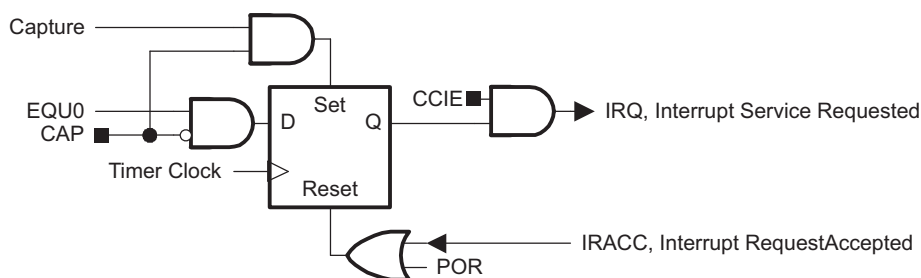 Capture
EQU0
CAP
Timer Clock
Set
D
Q
Reset
CCIE
IRQ, Interrupt Service Requested
IRACC, Interrupt RequestAccepted
POR